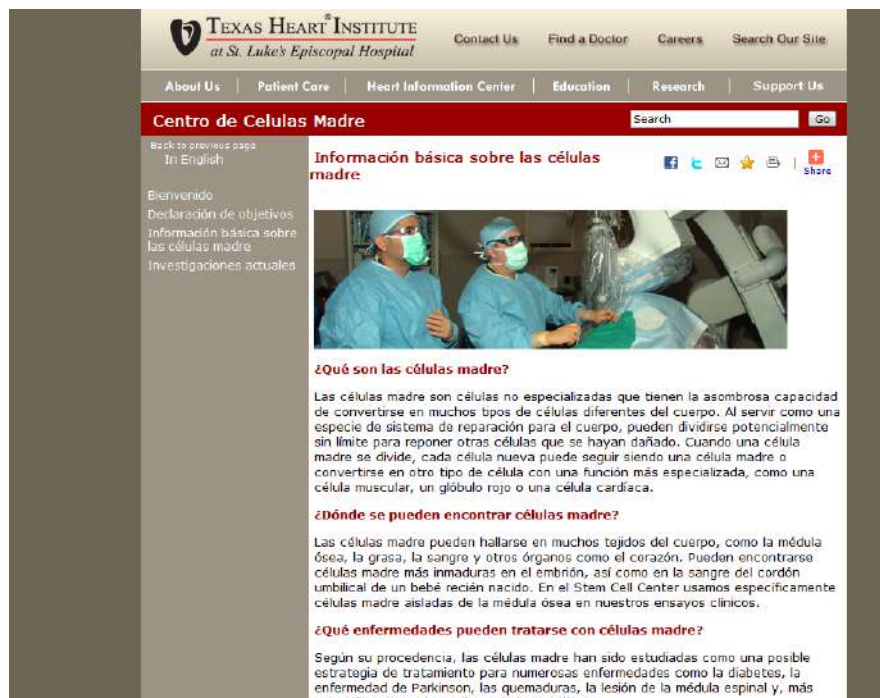 TEXAS HEART® INSTITUTE
at St. Luke's Episcopal Hospital
Contact Us
Find a Doctor
Careers
Search Our Site
About Us
Patient Care
Heart Information Center
Education
Research
Support Us
Centro de Celulas Madre
Search
Go
Back to previous page
In English
Bienvenido
Declaración de objetivos
Información básica sobre
las células madre
Investigaciones actuales
Información básica sobre las células
madre
Share
¿Qué son las células madre?
Las células madre son células no especializadas que tienen la asombrosa capacidad
de convertirse en muchos tipos de células diferentes del cuerpo. Al servir como una
especie de sistema de reparación para el cuerpo, pueden dividirse potencialmente
sin límite para reponer otras células que se hayan dañado. Cuando una célula
madre se divide, cada célula nueva puede seguir siendo una célula madre o
convertirse en otro tipo de célula con una función más especializada, como una
célula muscular, un glóbulo rojo o una célula cardíaca.
¿Dónde se pueden encontrar células madre?
Las células madre pueden hallarse en muchos tejidos del cuerpo, como la médula
ósea, la grasa, la sangre y otros órganos como el corazón. Pueden encontrarse
células madre más inmaduras en el embrión, así como en la sangre del cordón
umbilical de un bebé recién nacido. En el Stem Cell Center usamos específicamente
células madre aisladas de la médula ósea en nuestros ensayos clínicos.
¿Qué enfermedades pueden tratarse con células madre?
Según su procedencia, las células madre han sido estudiadas como una posible
estrategia de tratamiento para numerosas enfermedades como la diabetes, la
enfermedad de Parkinson, las quemaduras, la lesión de la médula espinal y, más